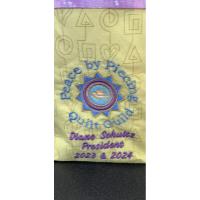 Peace by Piecing
Quilt Guild
Diane Schultz
President
2023 & 2024